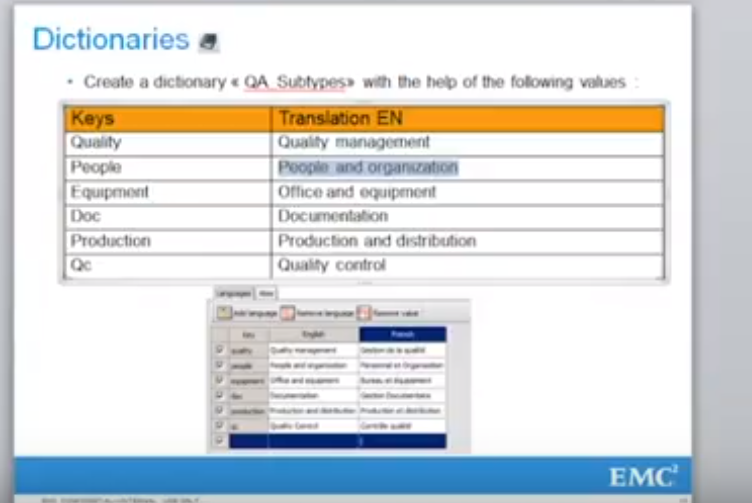 Dictionaries
• Create a dictionary « QA_Subtypes» with the help of the following values :
Keys Translation EN
Quality Quality management
People People and organization
Equipment Office and equipment
Doc Documentation
Production Production and distribution
Qc Quality control
Languages View
Add language Remove language Remove value
Key English French
quality Quality management Gestion de la qualité
people People and organization Personnel et Organisation
equipment Office and equipment Bureau et équipement
doc Documentation Gestion Documentaire
production Production and distribution Production et distribution
qc Quality Control Contrôle qualité
EMC²